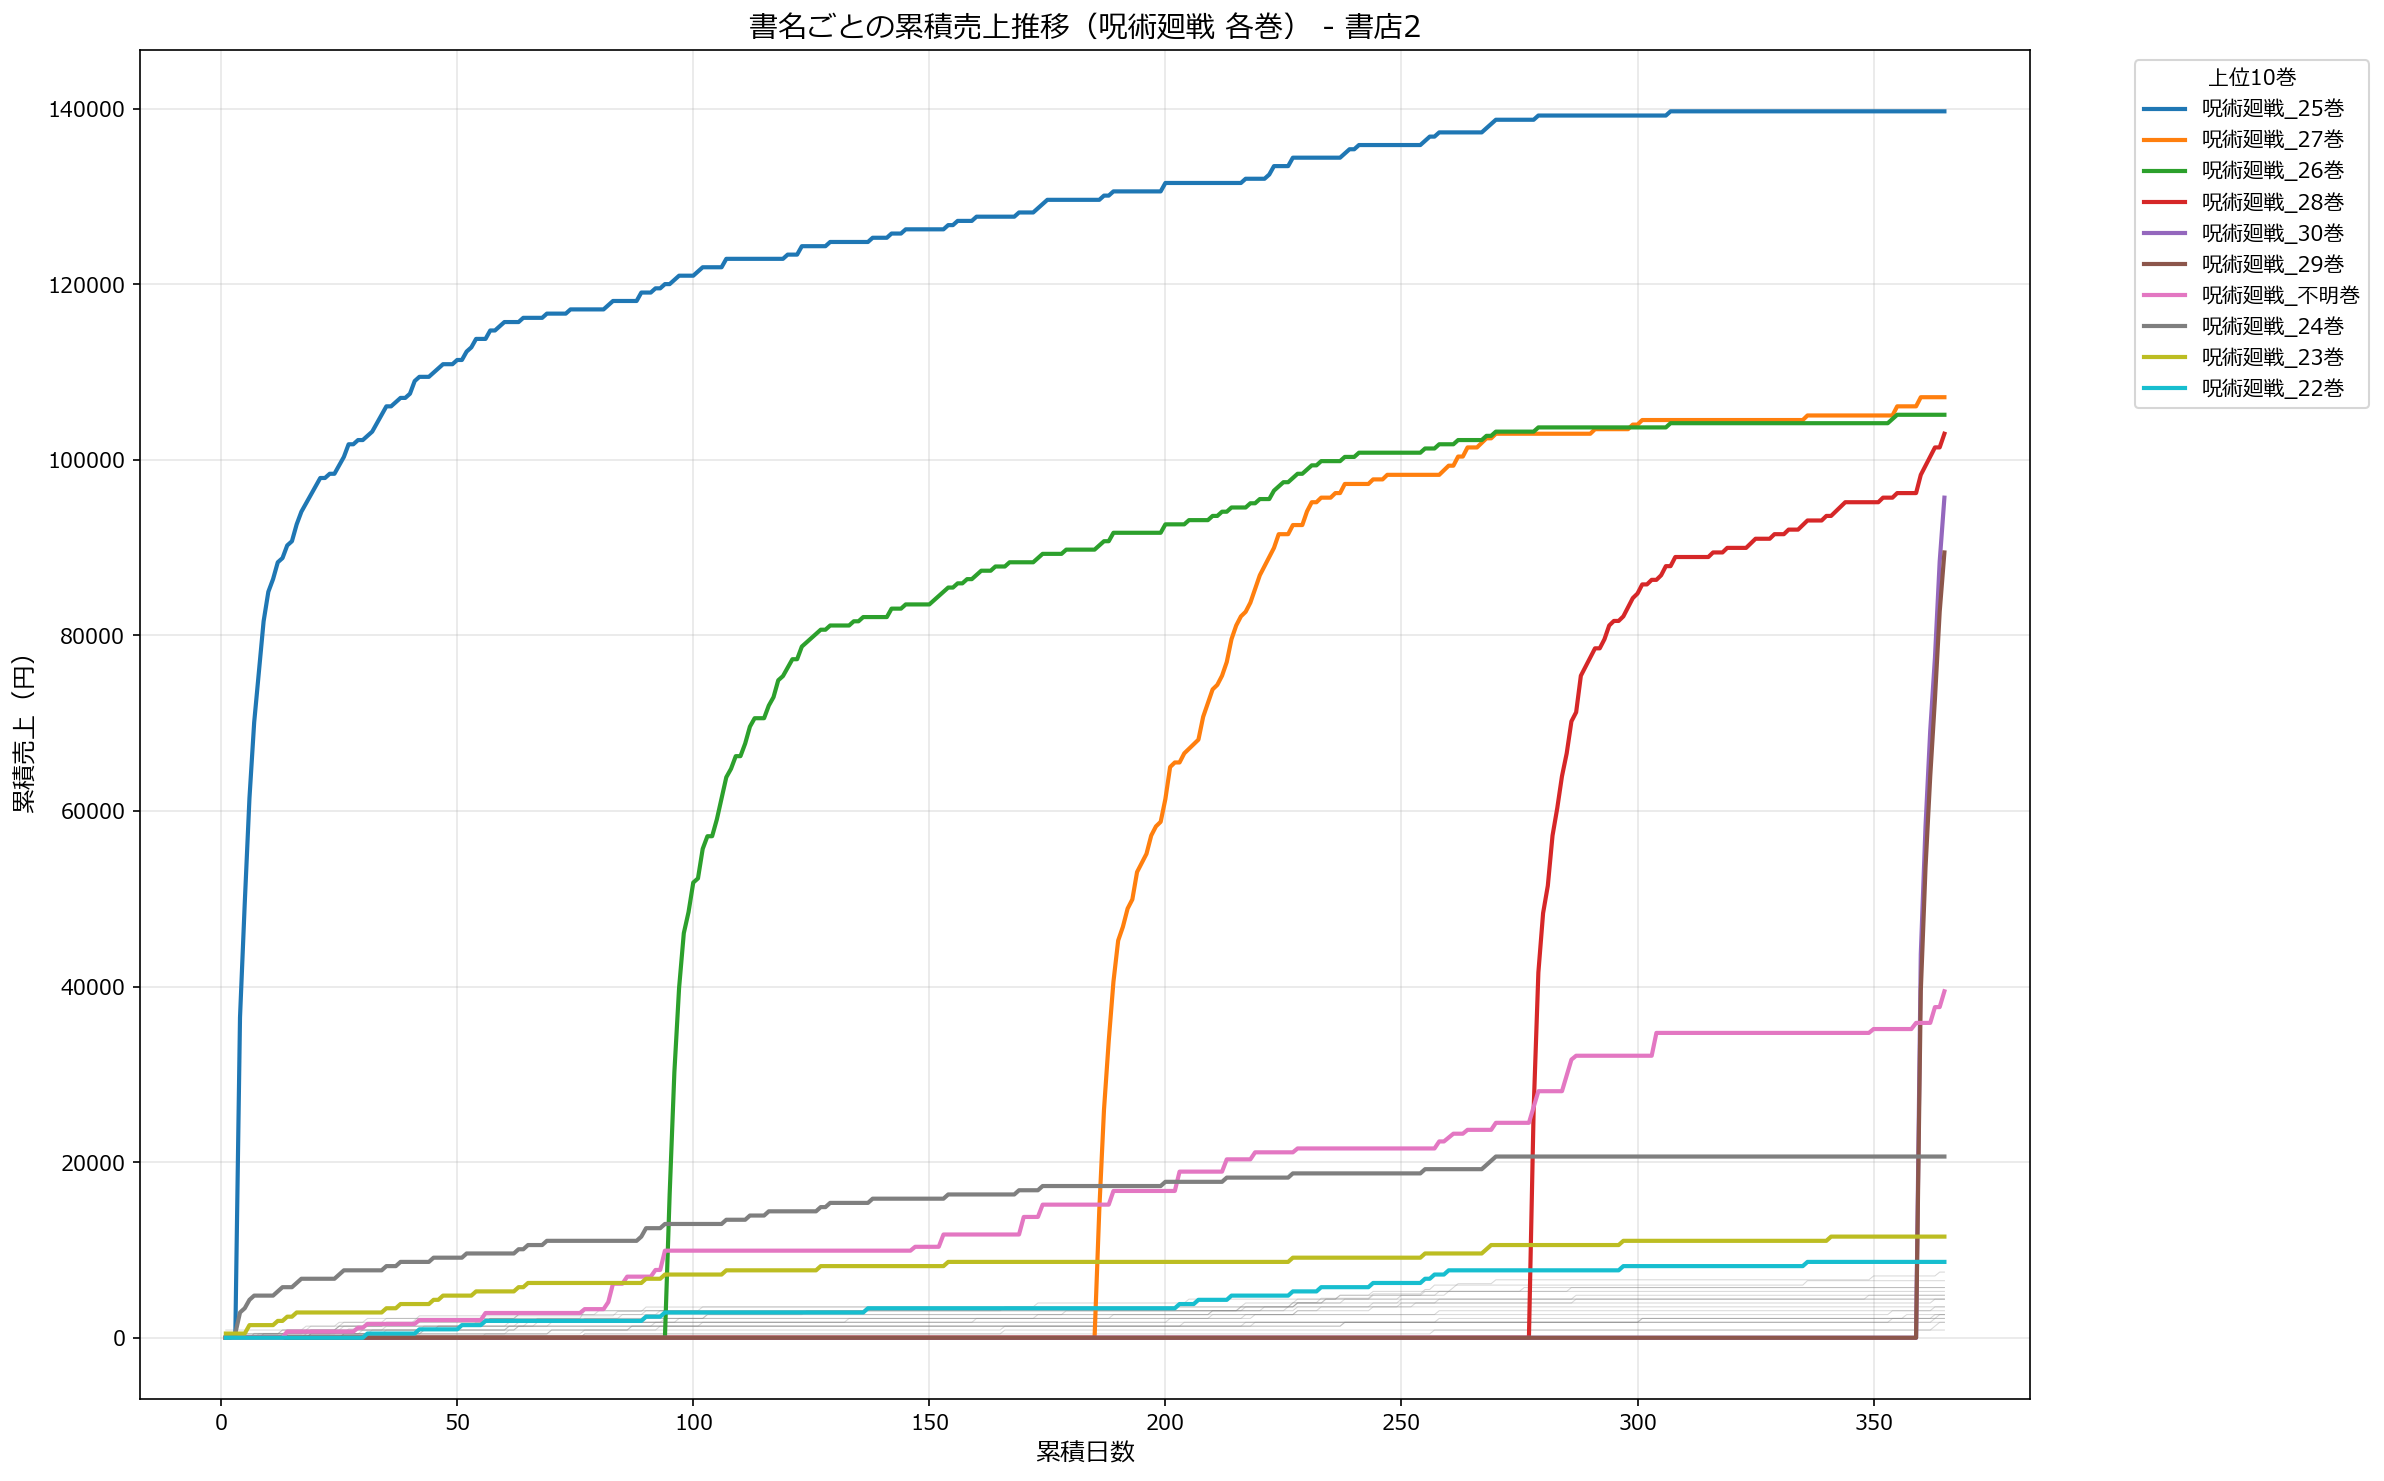 書名ごとの累積売上推移（呪術廻戦 各巻） - 書店2
累積売上（円）
140000
120000
100000
80000
60000
40000
20000
0
0 50 100 150 200 250 300 350
累積日数
上位10巻
呪術廻戦_25巻
呪術廻戦_27巻
呪術廻戦_26巻
呪術廻戦_28巻
呪術廻戦_30巻
呪術廻戦_29巻
呪術廻戦_不明巻
呪術廻戦_24巻
呪術廻戦_23巻
呪術廻戦_22巻